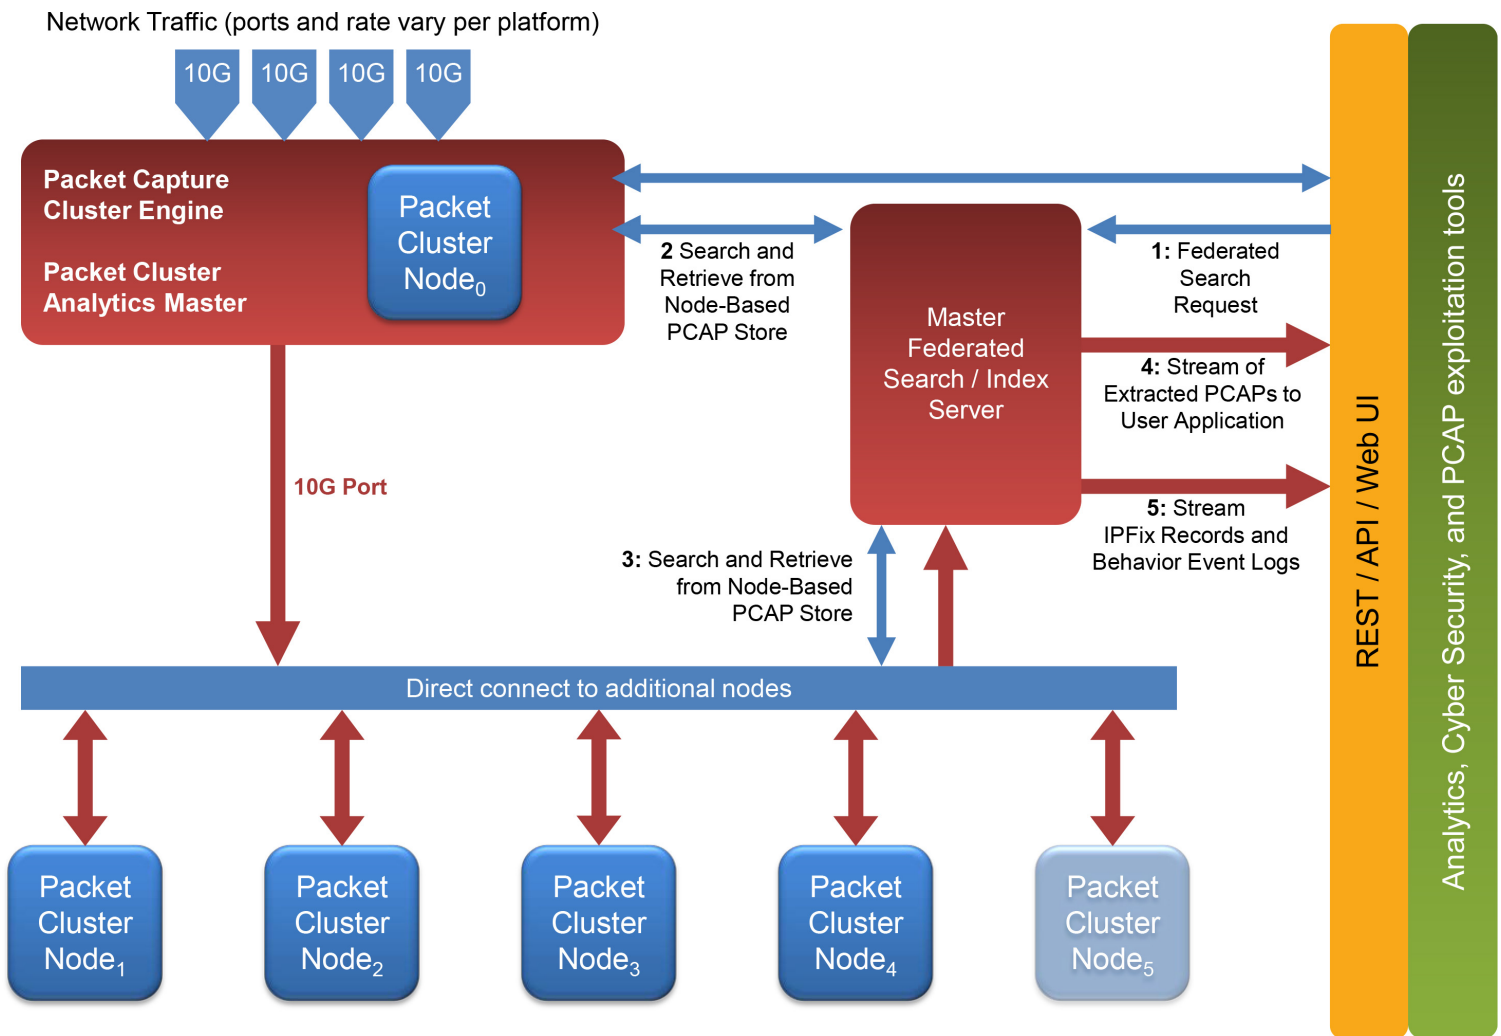 Network Traffic (ports and rate vary per platform)
10G
10G
10G
10G
Packet Capture
Cluster Engine
Packet Cluster
Analytics Master
Packet
Cluster
Node0
2 Search and
Retrieve from
Node-Based
PCAP Store
Master
Federated
Search / Index
Server
1: Federated
Search
Request
4: Stream of
Extracted PCAPs to
User Application
5: Stream
IPFix Records and
Behavior Event Logs
10G Port
3: Search and Retrieve
from Node-Based
PCAP Store
Direct connect to additional nodes
Packet
Cluster
Node1
Packet
Cluster
Node2
Packet
Cluster
Node3
Packet
Cluster
Node4
Packet
Cluster
Node5
REST / API / Web UI
Analytics, Cyber Security, and PCAP exploitation tools